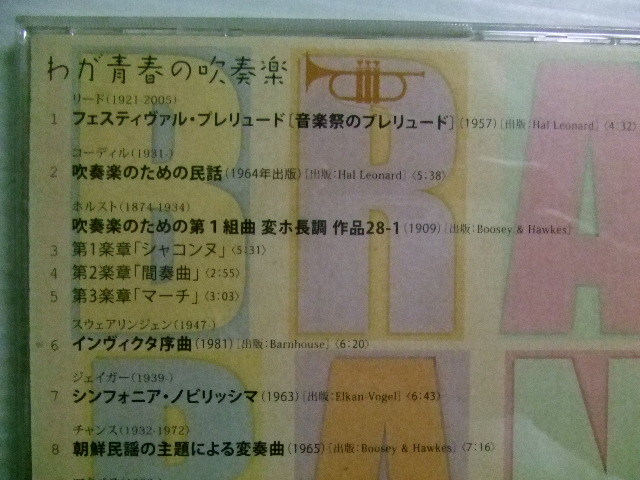 わが青春の吹奏楽
リード(1921-2005)
1 フェスティヴァル・プレリュード[音楽祭のプレリュード](1957)[出版:Hal Leonard]〈4:32〉
コーディル(1931-)
2 吹奏楽のための民話(1964年出版)[出版:Hal Leonard]〈5:38〉
ホルスト(1874-1934)
吹奏楽のための第1組曲 変ホ長調 作品28-1(1909)[出版:Boosey & Hawkes]
3 第1楽章「シャコンヌ」〈5:31〉
4 第2楽章「間奏曲」〈2:55〉
5 第3楽章「マーチ」〈3:03〉
スウェアリンジェン(1947-)
6 インヴィクタ序曲(1981)[出版:Barnhouse]〈6:20〉
ジェイガー(1939-)
7 シンフォニア・ノビリッシマ(1963)[出版:Elkan-Vogel]〈6:43〉
チャンス(1932-1972)
8 朝鮮民謡の主題による変奏曲(1965)[出版:Boosey & Hawkes]〈7:16〉
BRA
BAN